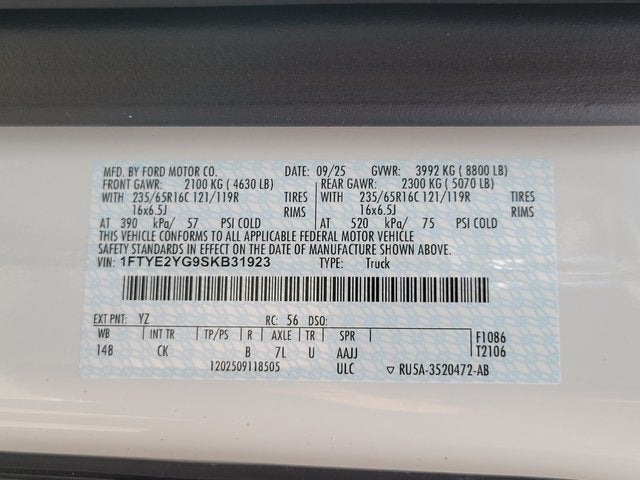 MFD. BY FORD MOTOR CO. DATE: 09/25 GVWR: 3992 KG ( 8800 LB)
FRONT GAWR: 2100 KG ( 4630 LB) REAR GAWR: 2300 KG ( 5070 LB)
WITH 235/65R16C 121/119R TIRES WITH 235/65R16C 121/119R TIRES
16x6.5J RIMS 16x6.5J RIMS
AT 390 kPa/ 57 PSI COLD AT 520 kPa/ 75 PSI COLD
THIS VEHICLE CONFORMS TO ALL APPLICABLE FEDERAL MOTOR VEHICLE
SAFETY STANDARDS IN EFFECT ON THE DATE OF MANUFACTURE SHOWN ABOVE.
VIN: 1FTYE2YG9SKB31923 TYPE: Truck
EXT PNT: YZ RC: 56 DSO:
WB INT TR TP/PS R AXLE TR SPR F1086
148 CK B 7L U AAJJ T2106
1202509118505 ULC ▽ RU5A-3520472-AB